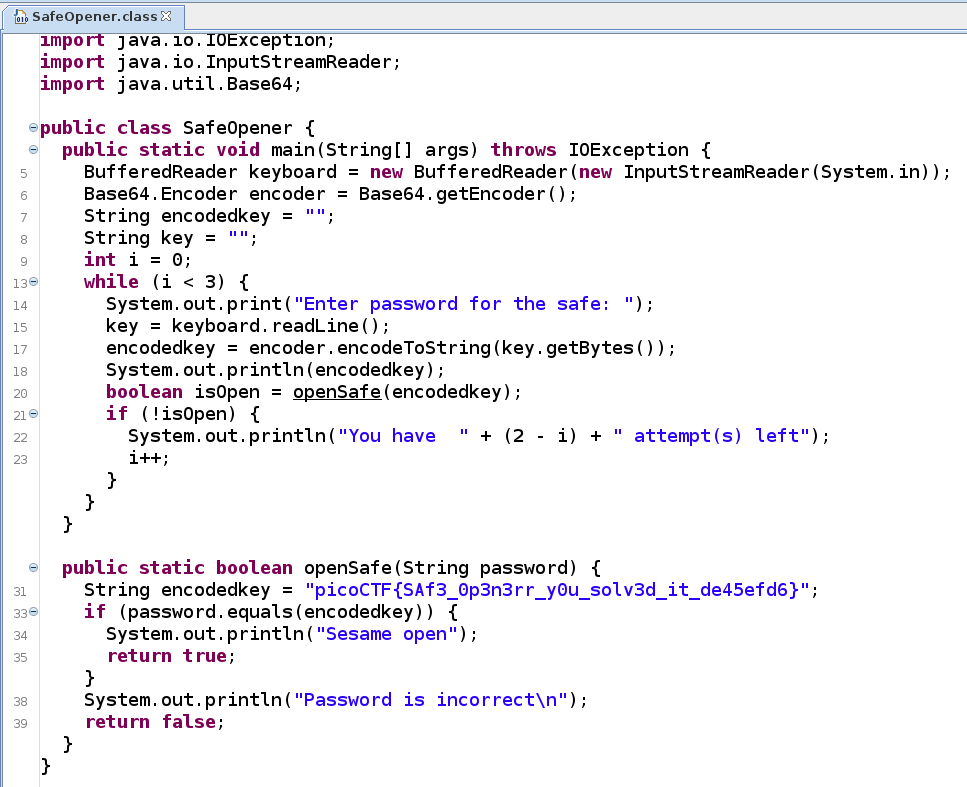 SafeOpener.class
import java.io.IOException;
import java.io.InputStreamReader;
import java.util.Base64;
public class SafeOpener {
public static void main(String[] args) throws IOException {
5 BufferedReader keyboard = new BufferedReader(new InputStreamReader(System.in));
6 Base64.Encoder encoder = Base64.getEncoder();
7 String encodedkey = "";
8 String key = "";
9 int i = 0;
13 while (i < 3) {
14 System.out.print("Enter password for the safe: ");
15 key = keyboard.readLine();
17 encodedkey = encoder.encodeToString(key.getBytes());
18 System.out.println(encodedkey);
20 boolean isOpen = openSafe(encodedkey);
21 if (!isOpen) {
22 System.out.println("You have  " + (2 - i) + " attempt(s) left");
23 i++;
}
}
}
public static boolean openSafe(String password) {
31 String encodedkey = "picoCTF{SAf3_0p3n3rr_y0u_solv3d_it_de45efd6}";
33 if (password.equals(encodedkey)) {
34 System.out.println("Sesame open");
35 return true;
}
38 System.out.println("Password is incorrect\n");
39 return false;
}
}